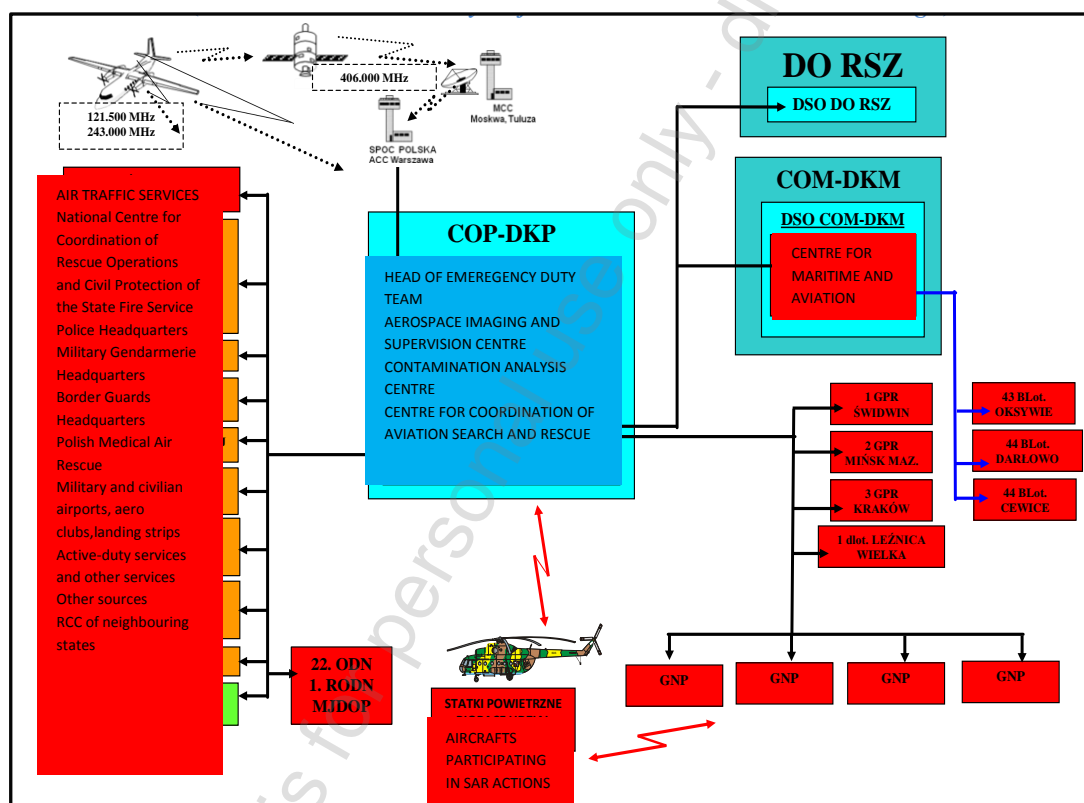 406.000 MHz
121.500 MHz
243.000 MHz
MCC
Moskwa, Tuluza
SPOC POLSKA
ACC Warszawa
DO RSZ
DSO DO RSZ
COM-DKM
DSO COM-DKM
CENTRE FOR
MARITIME AND
AVIATION
COP-DKP
HEAD OF EMEREGENCY DUTY
TEAM
AEROSPACE IMAGING AND
SUPERVISION CENTRE
CONTAMINATION ANALYSIS
CENTRE
CENTRE FOR COORDINATION OF
AVIATION SEARCH AND RESCUE
AIR TRAFFIC SERVICES
National Centre for
Coordination of
Rescue Operations
and Civil Protection of
the State Fire Service
Police Headquarters
Military Gendarmerie
Headquarters
Border Guards
Headquarters
Polish Medical Air
Rescue
Military and civilian
airports, aero
clubs,landing strips
Active-duty services
and other services
Other sources
RCC of neighbouring
states
22. ODN
1. RODN
MJDOP
1 GPR
ŚWIDWIN
2 GPR
MIŃSK MAZ.
3 GPR
KRAKÓW
1 dlot. LEŹNICA
WIELKA
43 BLot.
OKSYWIE
44 BLot.
DARLOWO
44 BLot.
CEWICE
GNP
GNP
GNP
GNP
STATKI POWIETRZNE
AIRCRAFTS
PARTICIPATING
IN SAR ACTIONS
is for personal use only - d